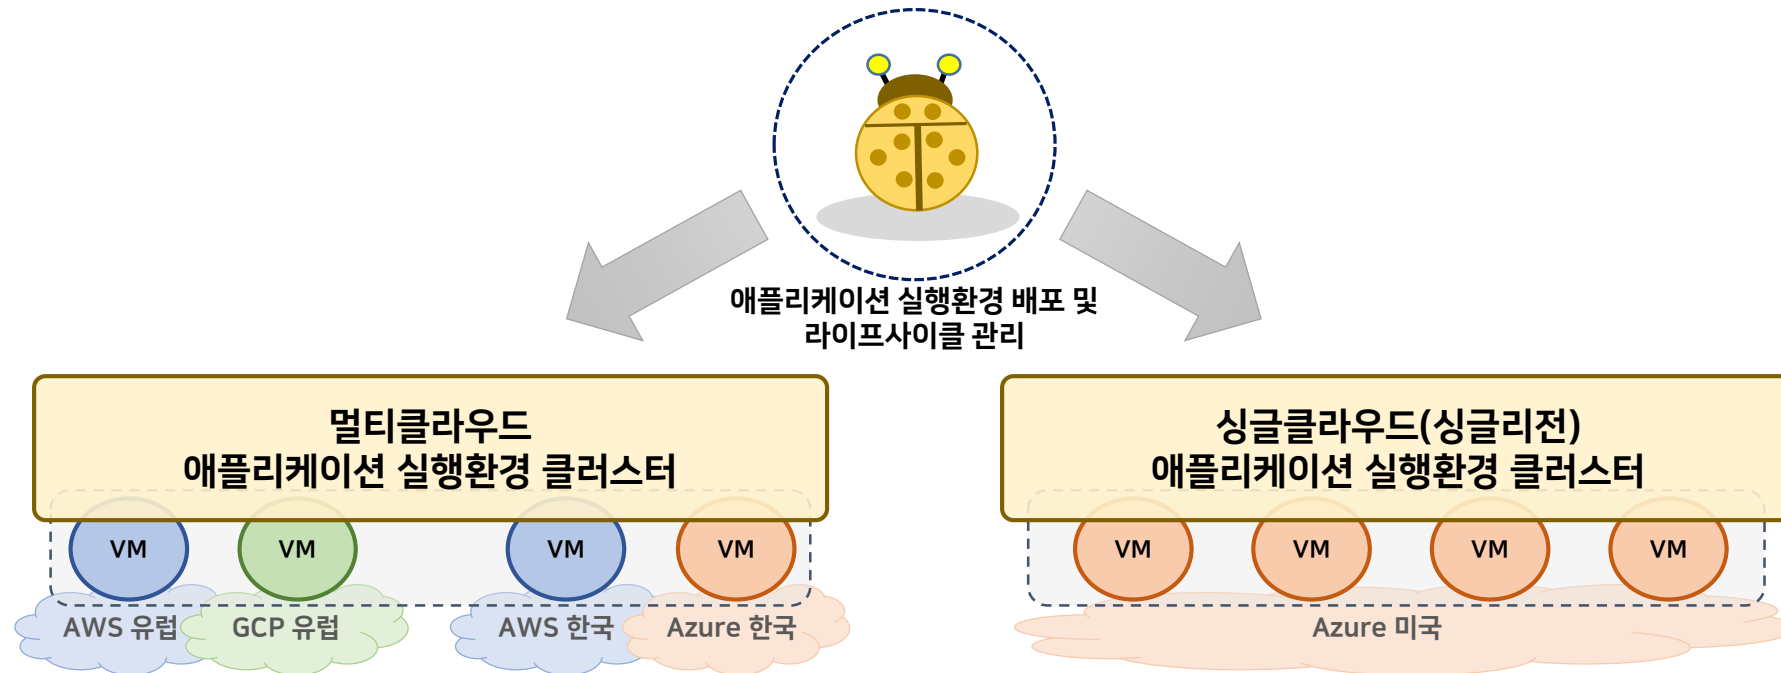 애플리케이션 실행환경 배포 및
라이프사이클 관리
멀티클라우드
애플리케이션 실행환경 클러스터
싱글클라우드(싱글리전)
애플리케이션 실행환경 클러스터
VM
VM
VM
VM
VM
VM
VM
VM
AWS 유럽
GCP 유럽
AWS 한국
Azure 한국
Azure 미국